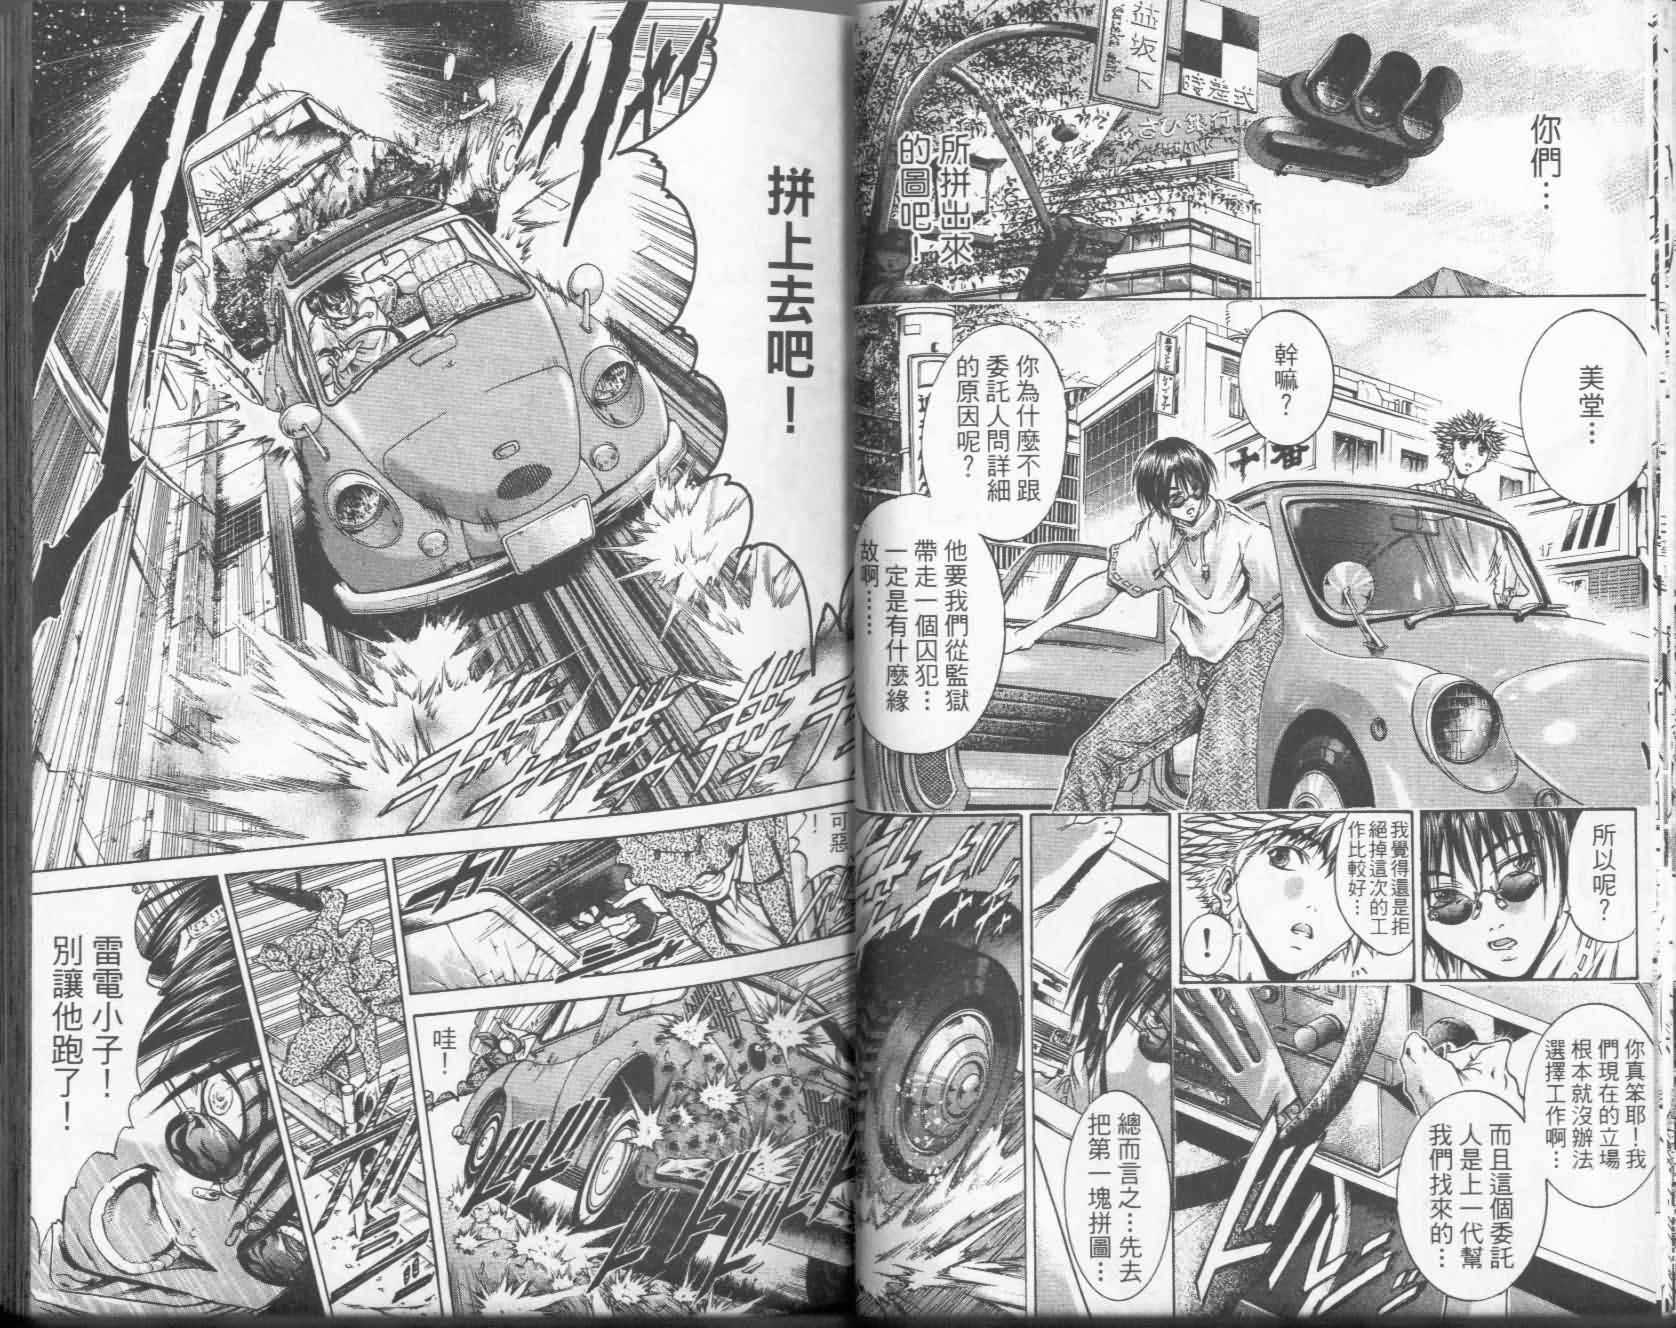 你們…
所拼出來
的圖吧！
益坂下
時差式
美堂…
幹嘛？
你為什麼不跟
委託人問詳細
的原因呢？
他要我們從監獄
帶走一個囚犯…
一定是有什麼緣
故啊……
所以呢？
我覺得還是拒
絕掉這次的工
作比較好…
！
你真笨耶！我
們現在的立場
根本就沒辦法
選擇工作啊…
而且這個委託
人是上一代幫
我們找來的…
總而言之…先去
把第一塊拼圖…
拼上去吧！
可惡
！
哇！
雷電小子！
別讓他跑了！